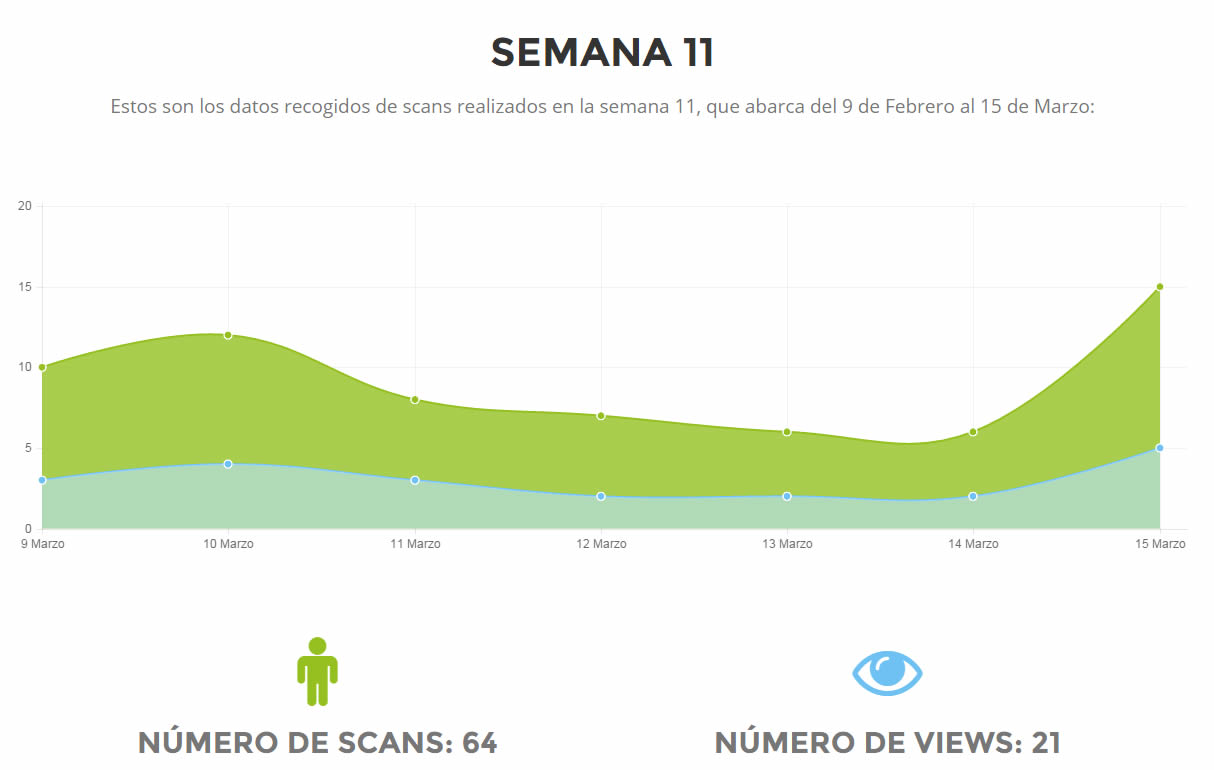 SEMANA 11
Estos son los datos recogidos de scans realizados en la semana 11, que abarca del 9 de Febrero al 15 de Marzo:
20
15
10
5
0
9 Marzo 10 Marzo 11 Marzo 12 Marzo 13 Marzo 14 Marzo 15 Marzo
NÚMERO DE SCANS: 64 NÚMERO DE VIEWS: 21